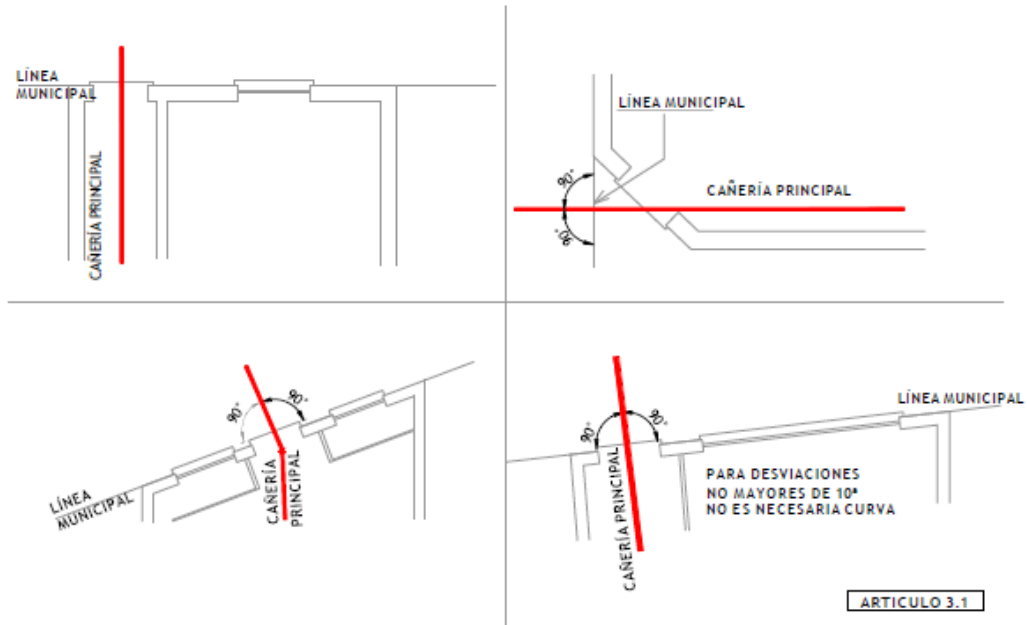 LÍNEA
MUNICIPAL
CAÑERÍA PRINCIPAL
LÍNEA MUNICIPAL
90°
CAÑERÍA PRINCIPAL
90°
90°
90°
LÍNEA
MUNICIPAL
CAÑERÍA
PRINCIPAL
LÍNEA MUNICIPAL
90°
90°
CAÑERÍA PRINCIPAL
PARA DESVIACIONES
NO MAYORES DE 10º
NO ES NECESARIA CURVA
ARTICULO 3.1